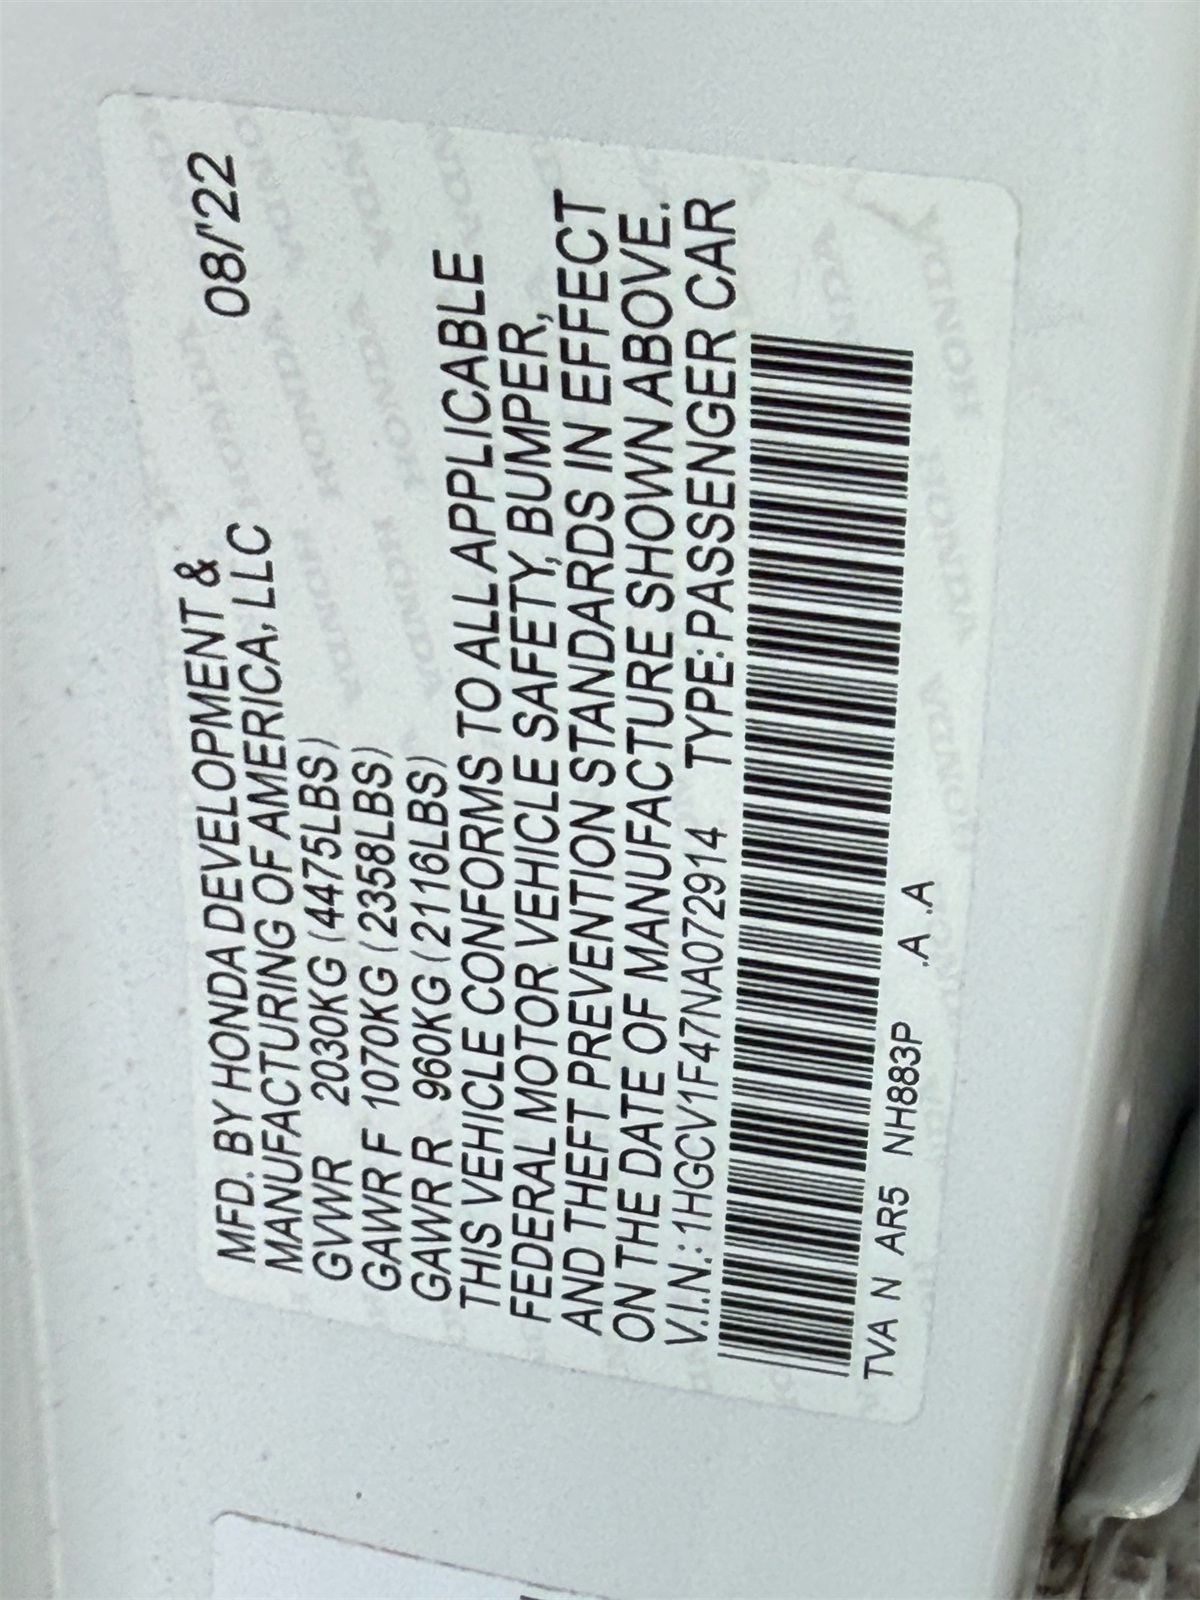 MFD. BY HONDA DEVELOPMENT & 08/'22
MANUFACTURING OF AMERICA, LLC
GVWR 2030KG (4475LBS)
GAWR F 1070KG (2358LBS)
GAWR R 960KG (2116LBS)
THIS VEHICLE CONFORMS TO ALL APPLICABLE
FEDERAL MOTOR VEHICLE SAFETY, BUMPER,
AND THEFT PREVENTION STANDARDS IN EFFECT
ON THE DATE OF MANUFACTURE SHOWN ABOVE.
V.I.N.: 1HGCV1F47NA072914 TYPE: PASSENGER CAR
TVA N AR5 NH883P .A .A